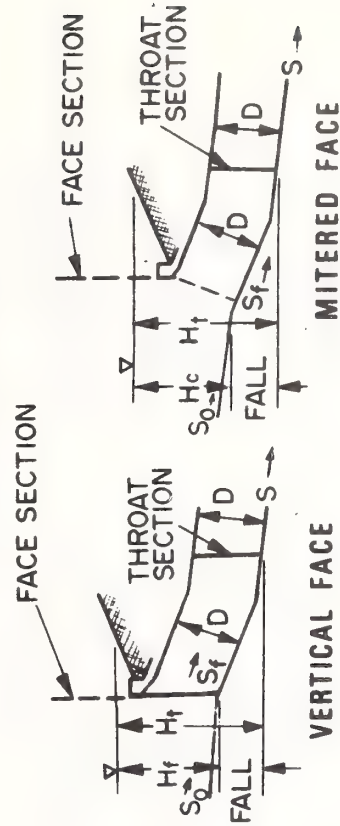 FACE SECTION
THROAT
SECTION
Hf
Ht
D
D
Sf
So
FALL
S
VERTICAL FACE
FACE SECTION
THROAT
SECTION
Hc
Ht
D
D
Sf
So
FALL
S
MITERED FACE